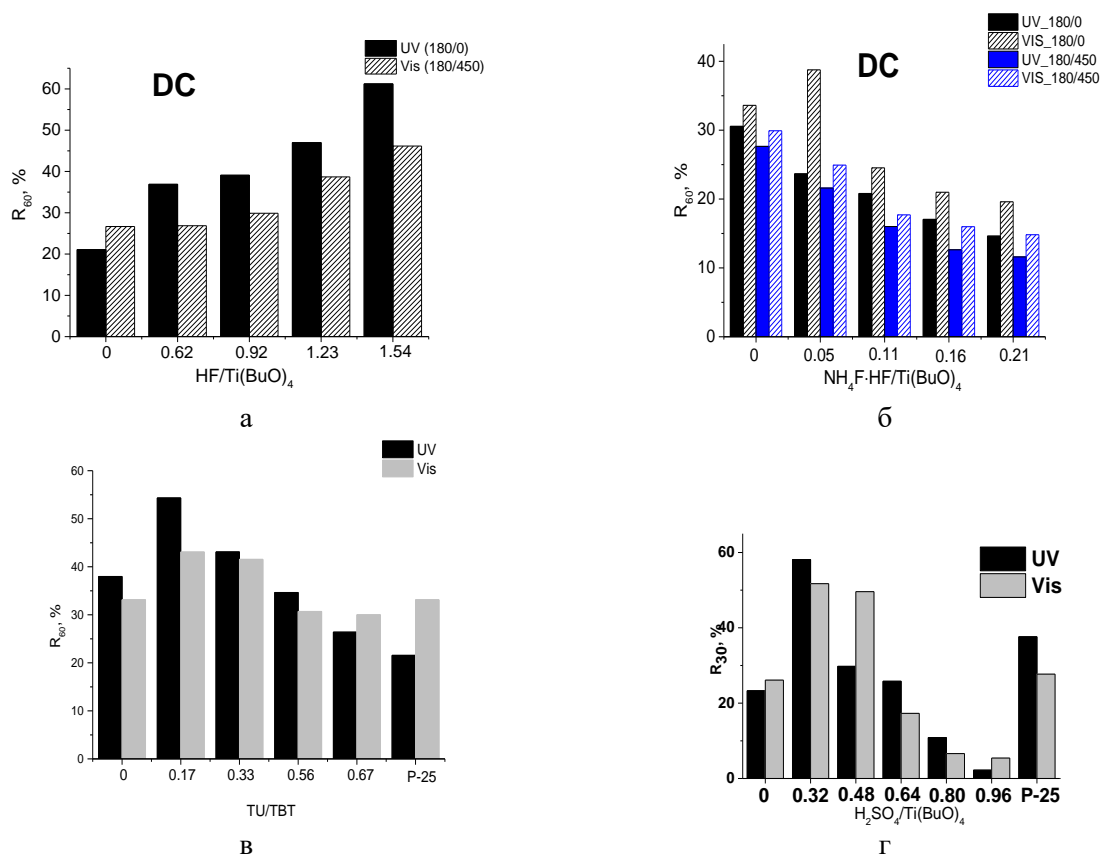 UV (180/0)
Vis (180/450)
DC
R₆₀, %
60
50
40
30
20
10
0
0 0.62 0.92 1.23 1.54
HF/Ti(BuO)₄
а
UV_180/0
VIS_180/0
UV_180/450
VIS_180/450
DC
R₆₀, %
40
30
20
10
0
0 0.05 0.11 0.16 0.21
NH₄F·HF/Ti(BuO)₄
б
UV
Vis
R₆₀, %
60
50
40
30
20
10
0
0 0.17 0.33 0.56 0.67 P-25
TU/TBT
в
UV
Vis
R₃₀, %
60
40
20
0
0 0.32 0.48 0.64 0.80 0.96 P-25
H₂SO₄/Ti(BuO)₄
г